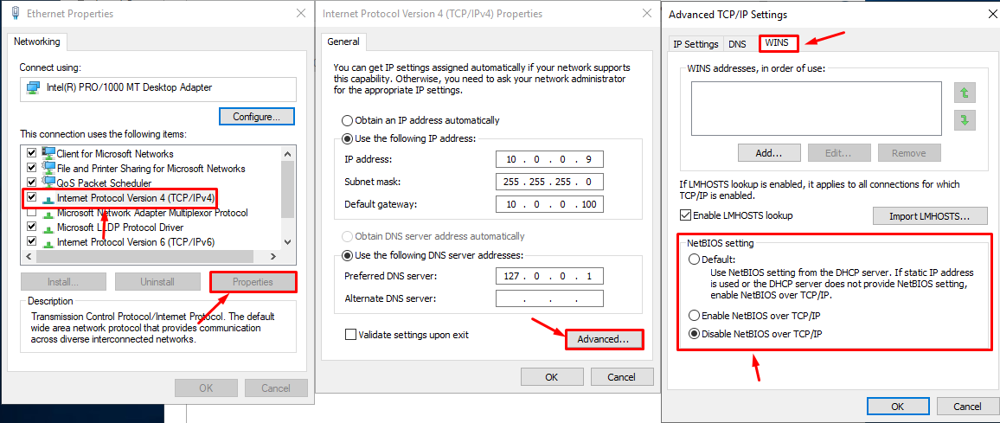 Ethernet Properties
Networking
Connect using:
Intel(R) PRO/1000 MT Desktop Adapter
Configure...
This connection uses the following items:
Client for Microsoft Networks
File and Printer Sharing for Microsoft Networks
QoS Packet Scheduler
Internet Protocol Version 4 (TCP/IPv4)
Microsoft Network Adapter Multiplexor Protocol
Microsoft LLDP Protocol Driver
Internet Protocol Version 6 (TCP/IPv6)
Install...
Uninstall
Properties
Description
Transmission Control Protocol/Internet Protocol. The default
wide area network protocol that provides communication
across diverse interconnected networks.
OK
Cancel
Internet Protocol Version 4 (TCP/IPv4) Properties
General
You can get IP settings assigned automatically if your network supports
this capability. Otherwise, you need to ask your network administrator
for the appropriate IP settings.
Obtain an IP address automatically
Use the following IP address:
IP address: 10 . 0 . 0 . 9
Subnet mask: 255 . 255 . 255 . 0
Default gateway: 10 . 0 . 0 . 100
Obtain DNS server address automatically
Use the following DNS server addresses:
Preferred DNS server: 127 . 0 . 0 . 1
Alternate DNS server: . . .
Validate settings upon exit
Advanced...
OK
Cancel
Advanced TCP/IP Settings
IP Settings
DNS
WINS
WINS addresses, in order of use:
Add...
Edit...
Remove
If LMHOSTS lookup is enabled, it applies to all connections for which
TCP/IP is enabled.
Enable LMHOSTS lookup
Import LMHOSTS...
NetBIOS setting
Default:
Use NetBIOS setting from the DHCP server. If static IP address
is used or the DHCP server does not provide NetBIOS setting,
enable NetBIOS over TCP/IP.
Enable NetBIOS over TCP/IP
Disable NetBIOS over TCP/IP
OK
Cancel